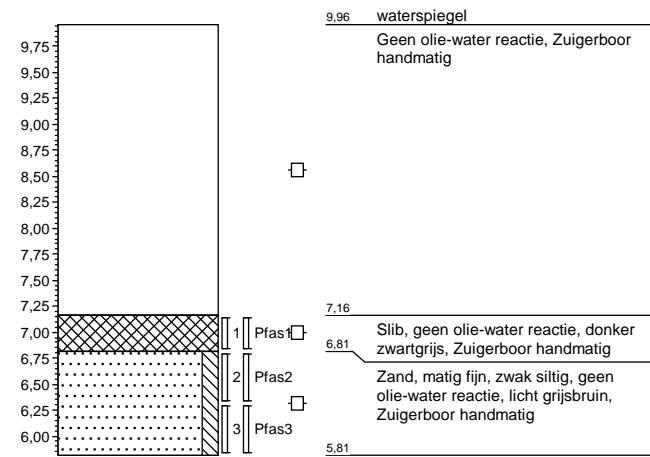 9,96 waterspiegel
Geen olie-water reactie, Zuigerboor
handmatig
9,75
9,50
9,25
9,00
8,75
8,50
8,25
8,00
7,75
7,50
7,25
7,00
6,75
6,50
6,25
6,00
1 Pfas1
2 Pfas2
3 Pfas3
7,16
Slib, geen olie-water reactie, donker
zwartgrijs, Zuigerboor handmatig
6,81
Zand, matig fijn, zwak siltig, geen
olie-water reactie, licht grijsbruin,
Zuigerboor handmatig
5,81